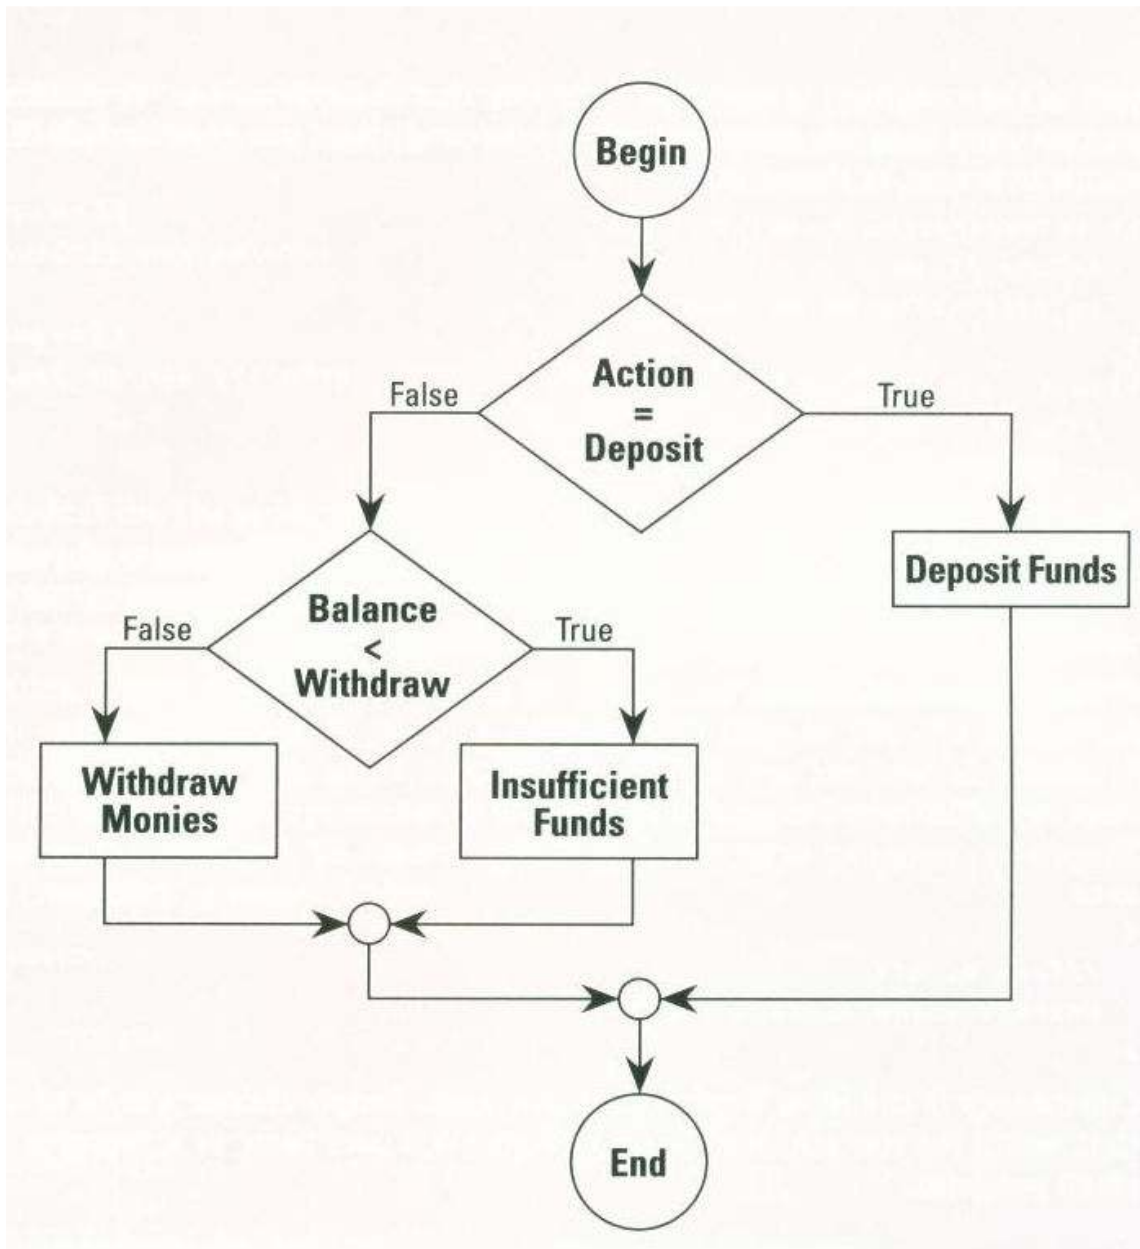 Begin
Action
=
Deposit
False
True
Deposit Funds
Balance
<
Withdraw
False
True
Withdraw
Monies
Insufficient
Funds
End